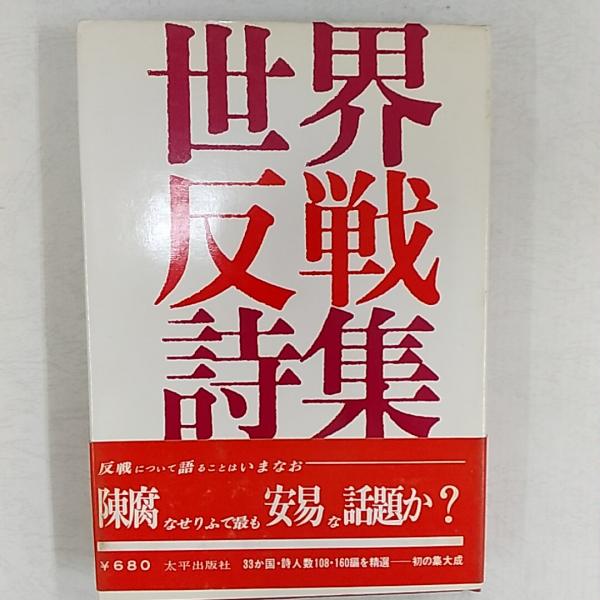 世界
反戦
詩集
反戦について語ることはいまなお――
陳腐なせりふで最も安易な話題か？
￥680 太平出版社 33か国・詩人数108・160編を精選――初の集大成